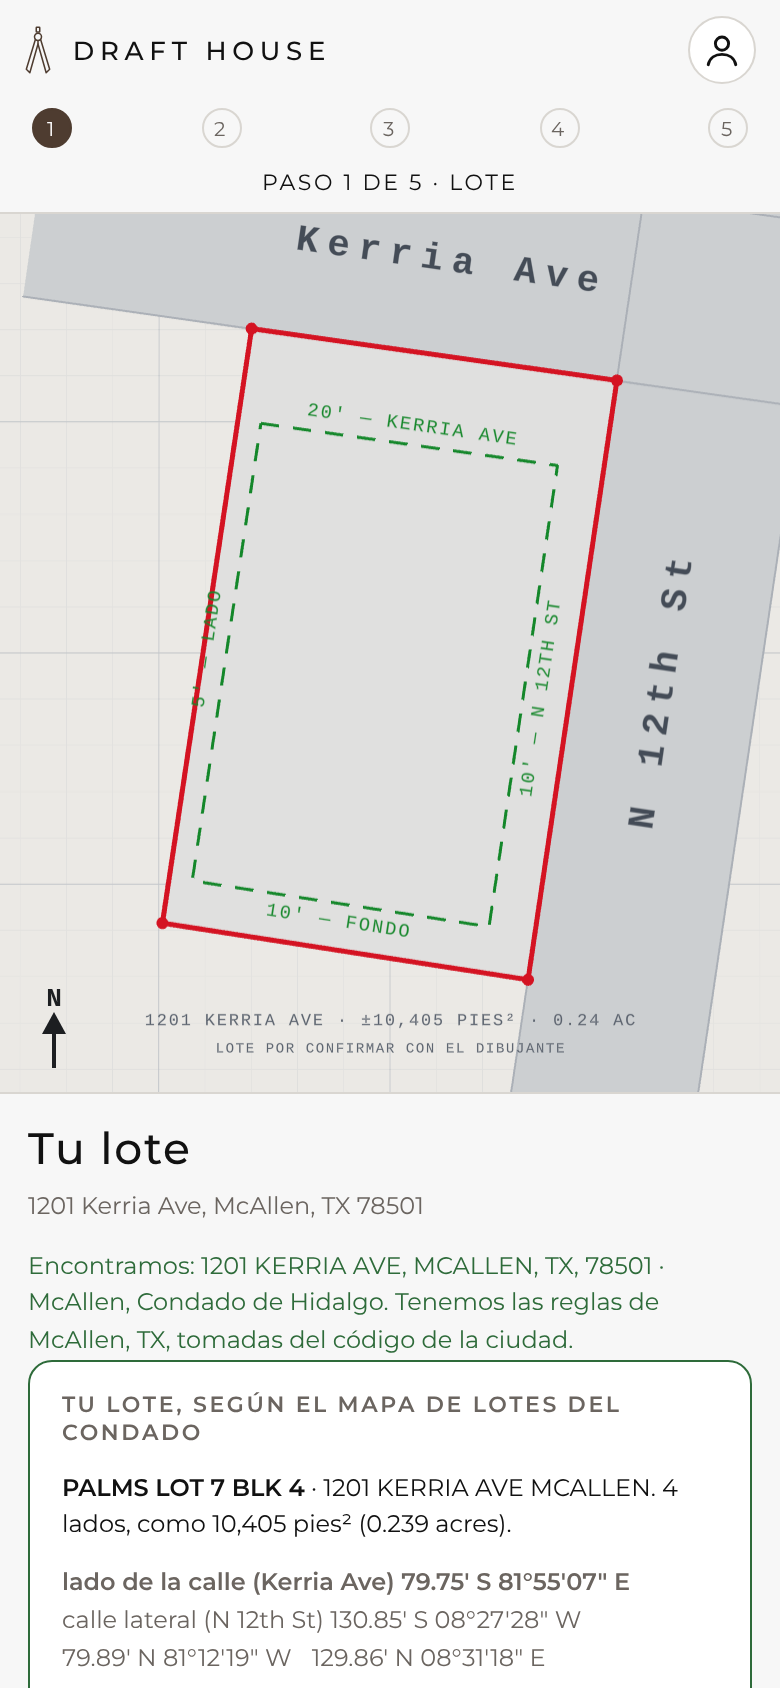 DRAFT HOUSE
1
2
3
4
5
PASO 1 DE 5 · LOTE
Kerria Ave
20' — KERRIA AVE
5' — LADO
10' — N 12TH ST
N 12th St
10' — FONDO
N
1201 KERRIA AVE · ±10,405 PIES² · 0.24 AC
LOTE POR CONFIRMAR CON EL DIBUJANTE
Tu lote
1201 Kerria Ave, McAllen, TX 78501
Encontramos: 1201 KERRIA AVE, MCALLEN, TX, 78501 ·
McAllen, Condado de Hidalgo. Tenemos las reglas de
McAllen, TX, tomadas del código de la ciudad.
TU LOTE, SEGÚN EL MAPA DE LOTES DEL
CONDADO
PALMS LOT 7 BLK 4 · 1201 KERRIA AVE MCALLEN. 4
lados, como 10,405 pies² (0.239 acres).
lado de la calle (Kerria Ave) 79.75' S 81°55'07" E
calle lateral (N 12th St) 130.85' S 08°27'28" W
79.89' N 81°12'19" W 129.86' N 08°31'18" E